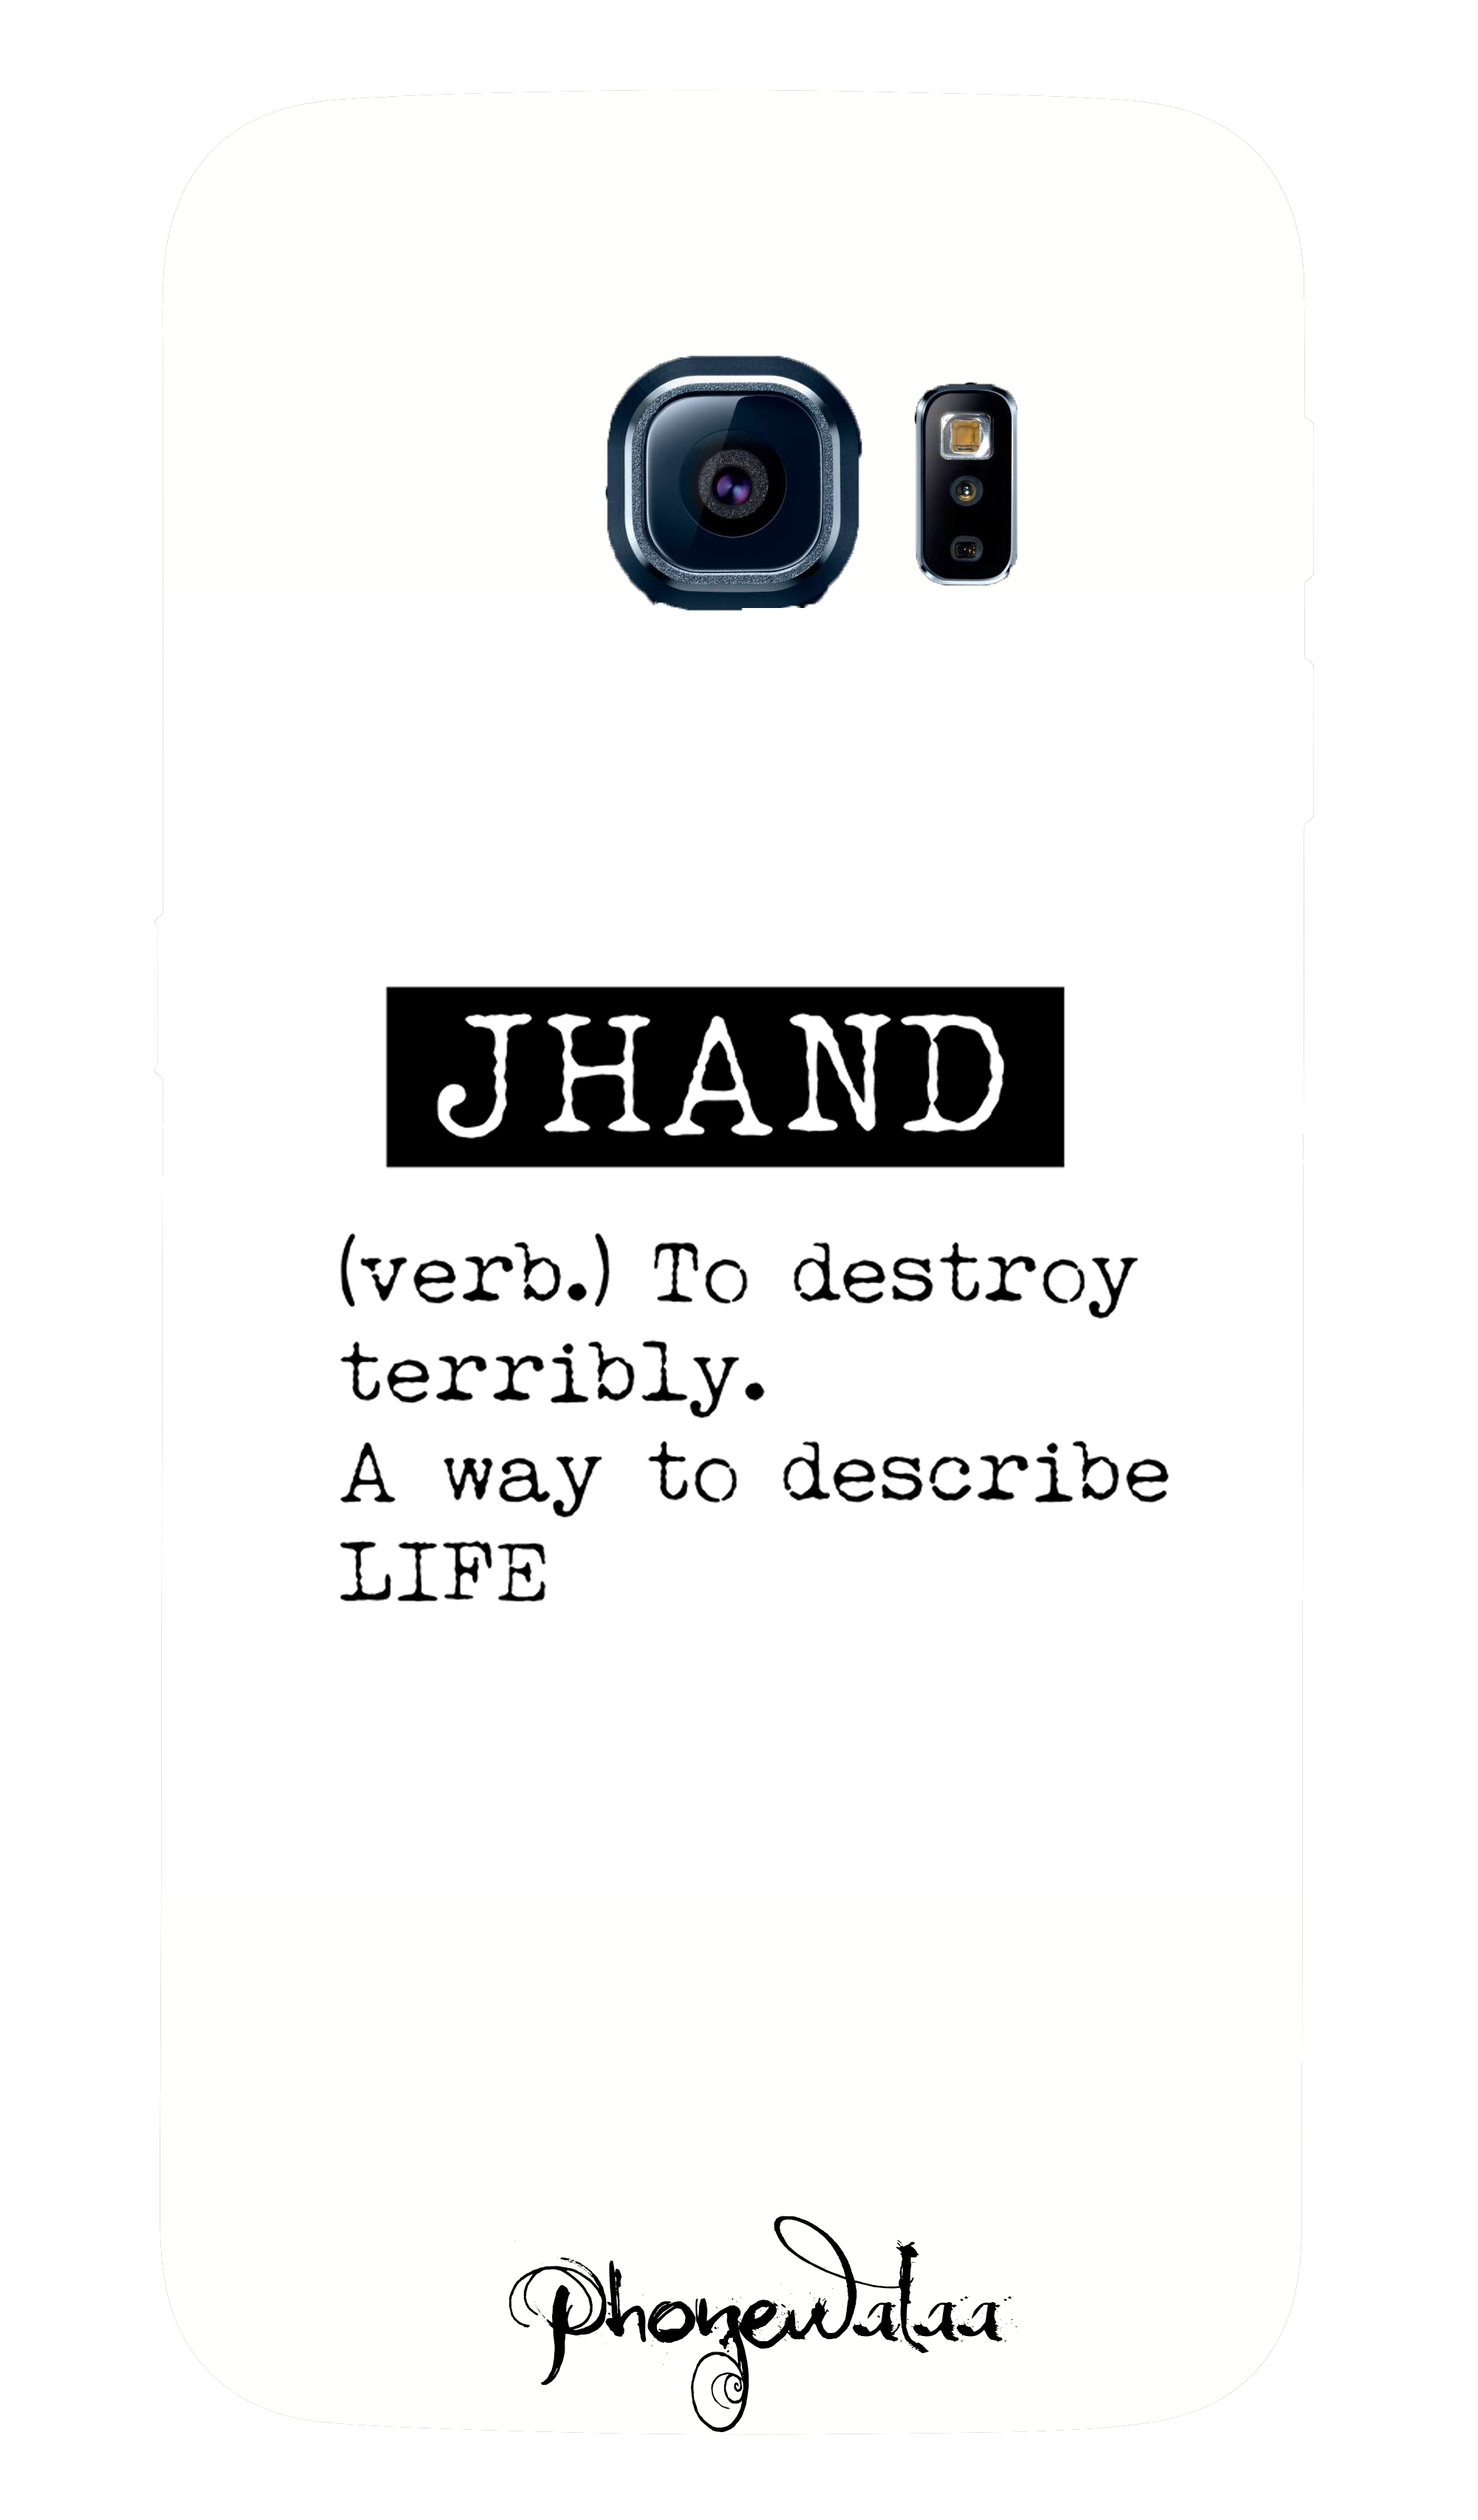 JHAND
(verb.) To destroy
terribly.
A way to describe
LIFE
Phonewalaa